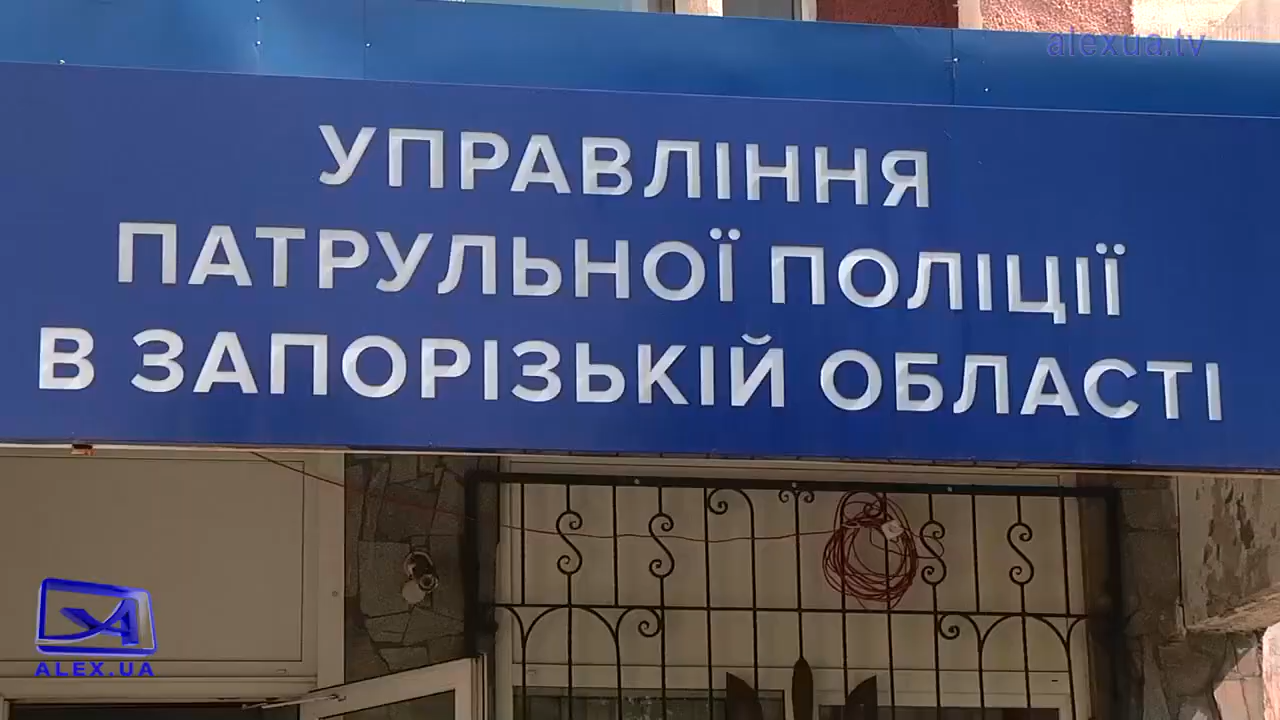 alexua.tv
УПРАВЛІННЯ
ПАТРУЛЬНОЇ ПОЛІЦІЇ
В ЗАПОРІЗЬКІЙ ОБЛАСТІ
ALEX.UA